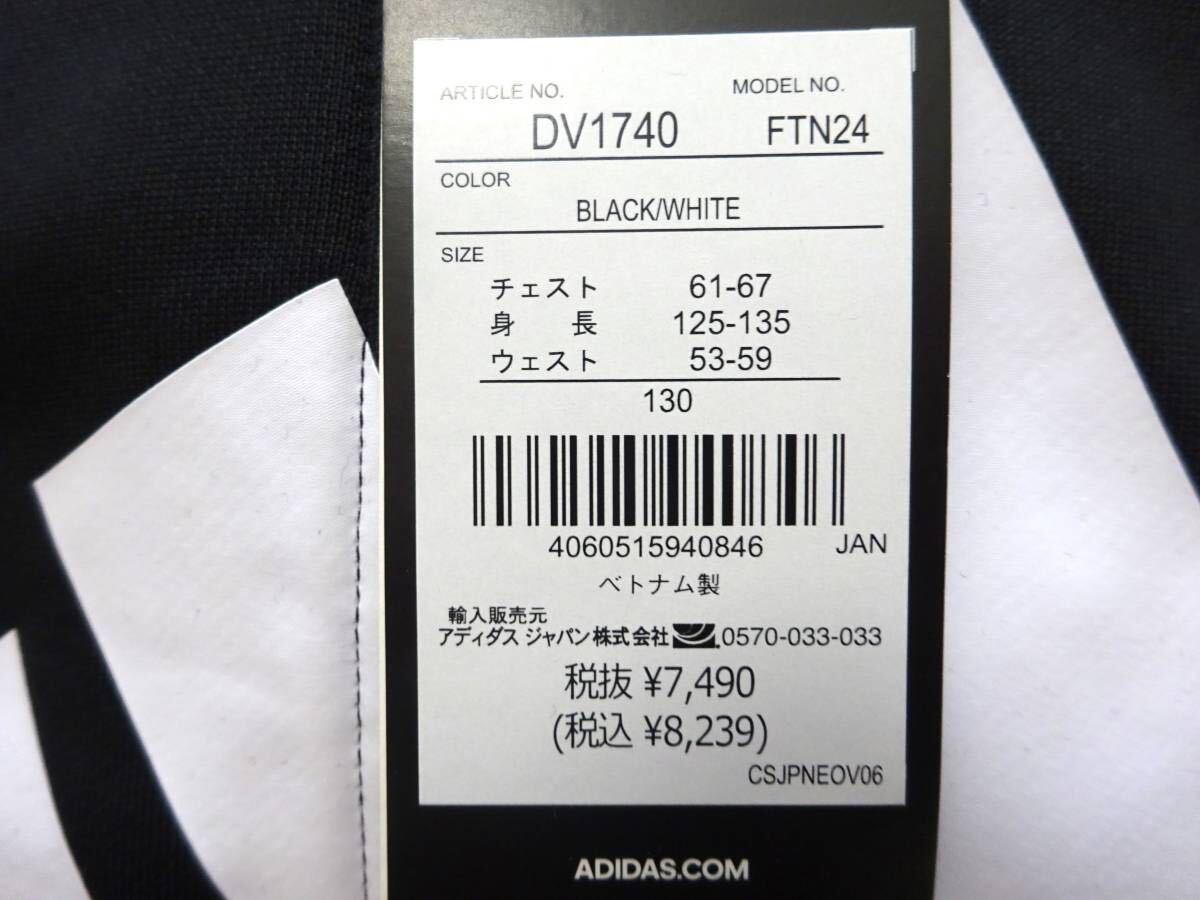 ARTICLE NO. MODEL NO.
DV1740 FTN24
COLOR
BLACK/WHITE
SIZE
チェスト 61-67
身 長 125-135
ウェスト 53-59
130
4060515940846 JAN
ベトナム製
輸入販売元
アディダス ジャパン株式会社 0570-033-033
税抜 ¥7,490
(税込 ¥8,239)
CSJPNEOV06
ADIDAS.COM